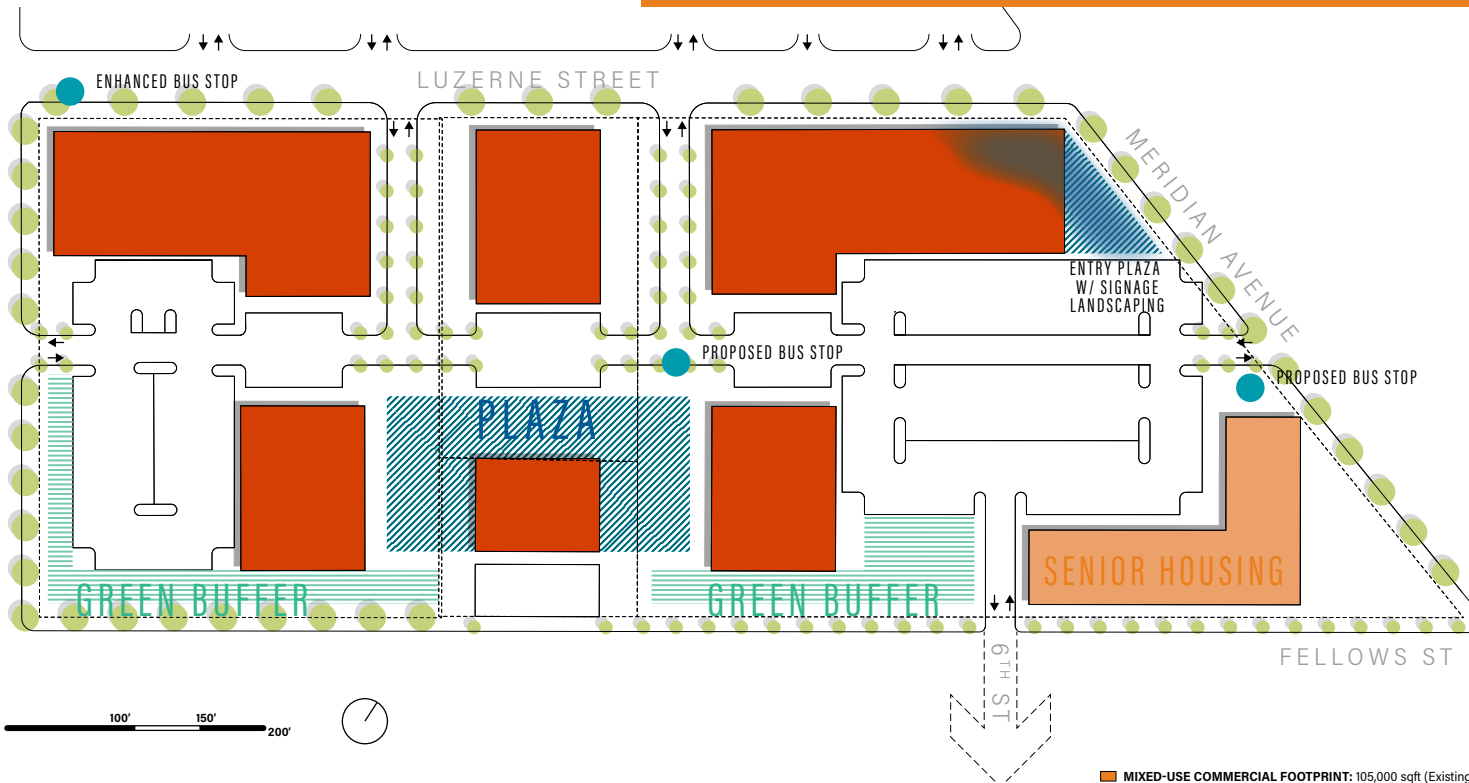 ENHANCED BUS STOP
LUZERNE STREET
MERIDIAN AVENUE
ENTRY PLAZA
W/ SIGNAGE
LANDSCAPING
PROPOSED BUS STOP
PROPOSED BUS STOP
PLAZA
SENIOR HOUSING
GREEN BUFFER
GREEN BUFFER
6TH ST
FELLOWS ST
100'
150'
200'
MIXED-USE COMMERCIAL FOOTPRINT: 105,000 sqft (Existing